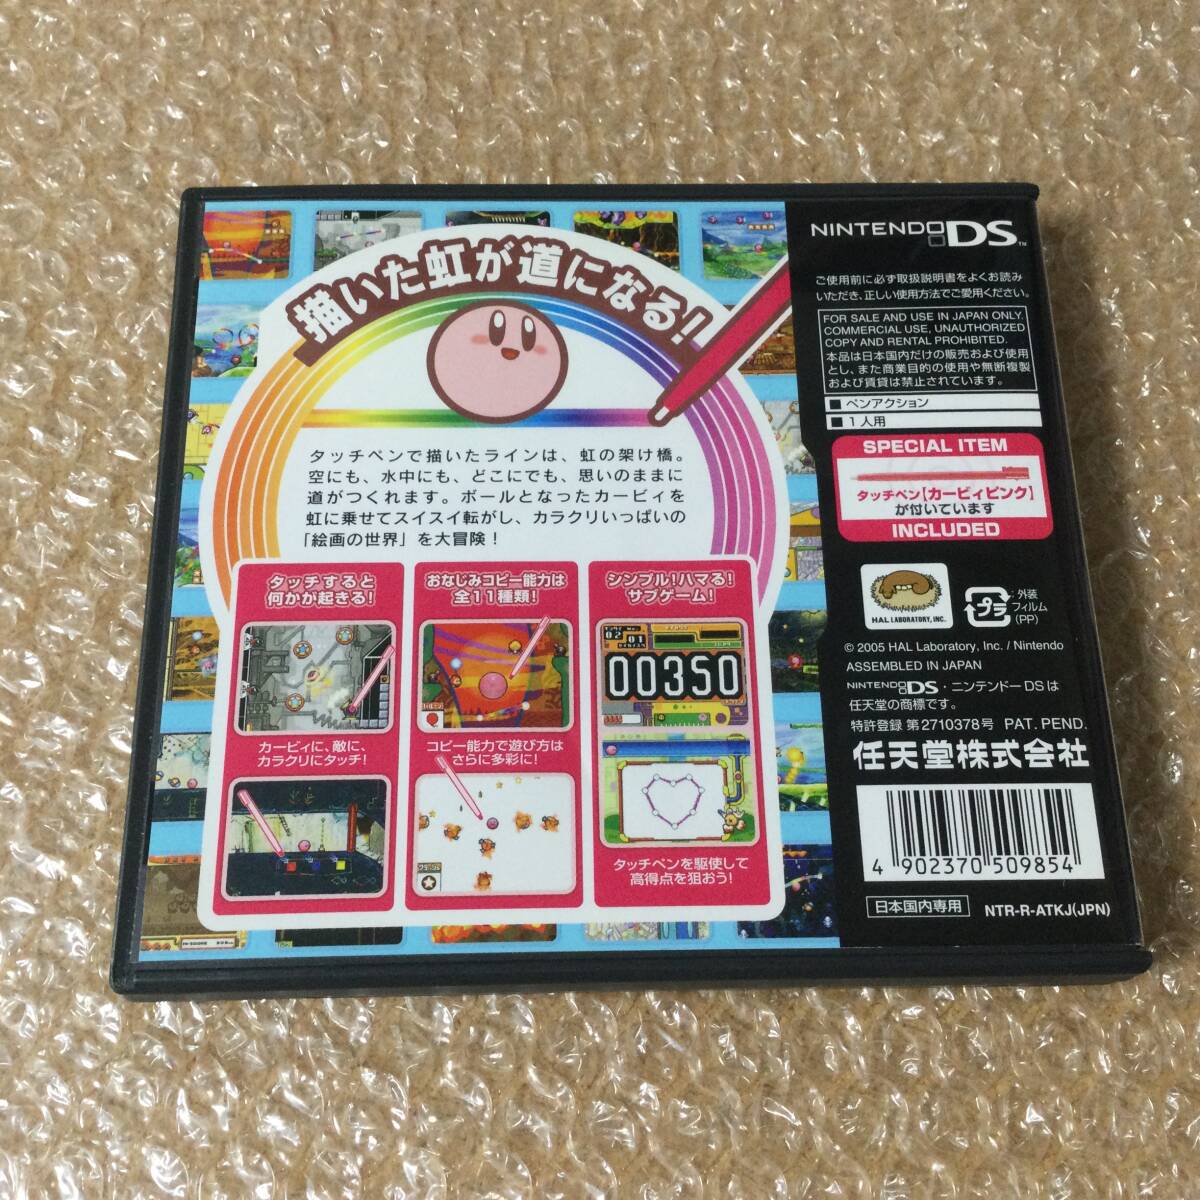 描いた虹が道になる!
タッチペンで描いたラインは、虹の架け橋。
空にも、水中にも、どこにでも、思いのままに
道がつくれます。ボールとなったカービィを
虹に乗せてスイスイ転がし、カラクリいっぱいの
「絵画の世界」を大冒険!
タッチすると
何かが起きる!
カービィに、敵に、
カラクリにタッチ!
おなじみコピー能力は
全11種類!
コピー能力で遊び方は
さらに多彩に!
シンプル!ハマる!
サブゲーム!
00350
タッチペンを駆使して
高得点を狙おう!
NINTENDO DS™
ご使用前に必ず取扱説明書をよくお読み
いただき、正しい使用方法でご愛用ください。
FOR SALE AND USE IN JAPAN ONLY.
COMMERCIAL USE, UNAUTHORIZED
COPY AND RENTAL PROHIBITED.
本品は日本国内だけの販売および使用
とし、また商業目的の使用や無断複製
および賃貸は禁止されています。
■ ペンアクション
■ 1人用
SPECIAL ITEM
タッチペン【カービィピンク】
が付いています
INCLUDED
HAL LABORATORY, INC.
プラ
:外装
フィルム
(PP)
© 2005 HAL Laboratory, Inc. / Nintendo
ASSEMBLED IN JAPAN
NINTENDO DS・ニンテンドーDSは
任天堂の商標です。
特許登録 第2710378号 PAT. PEND.
任天堂株式会社
4 902370 509854
日本国内専用
NTR-R-ATKJ(JPN)